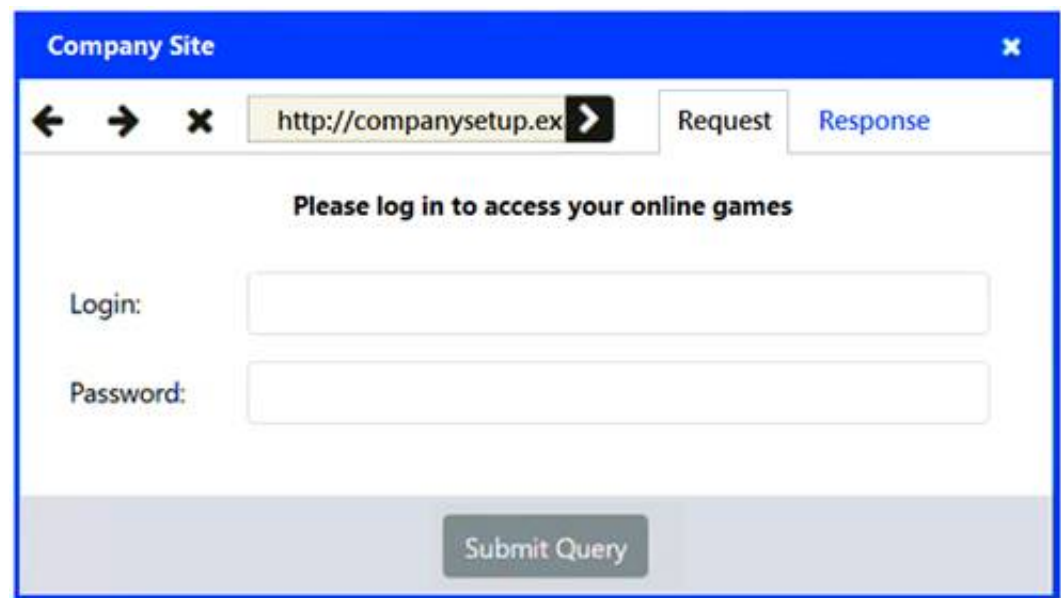 Company Site
http://companysetup.ex Request Response
Please log in to access your online games
Login:
Password:
Submit Query